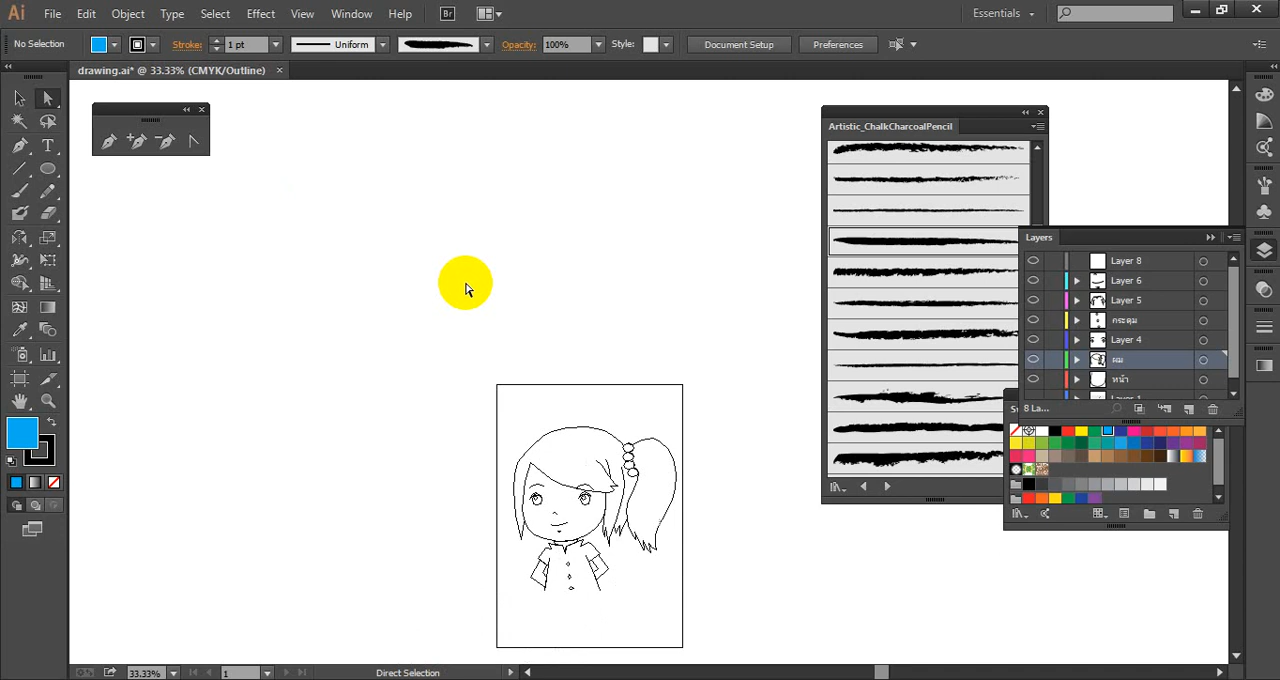 Ai File Edit Object Type Select Effect View Window Help Br Essentials
No Selection Stroke: 1 pt Uniform Opacity: 100% Style: Document Setup Preferences
drawing.ai* @ 33.33% (CMYK/Outline)
Artistic_ChalkCharcoalPencil
Layers
Layer 8
Layer 6
Layer 5
กระดุม
Layer 4
ผม
หน้า
Layer 1
8 La...
33.33% 1 Direct Selection